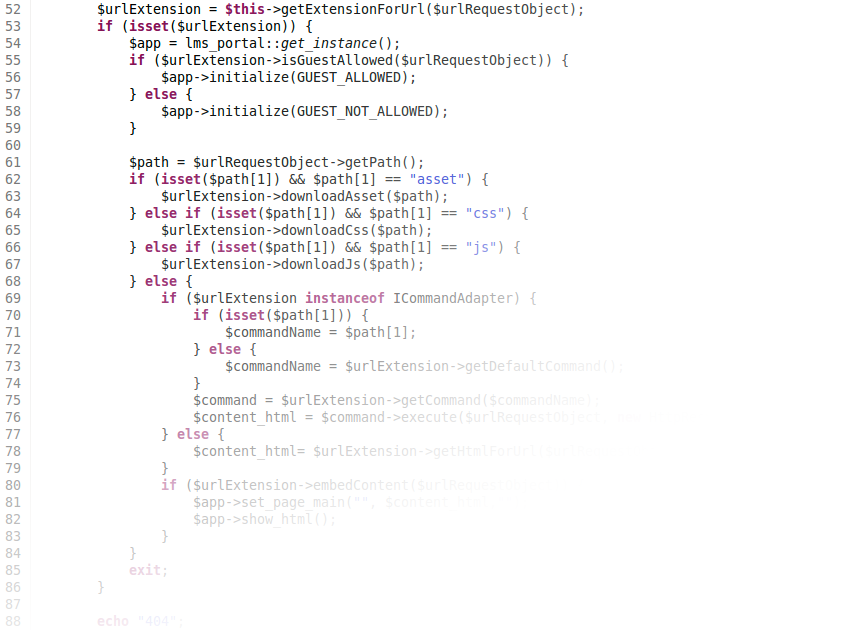 52 $urlExtension = $this->getExtensionForUrl($urlRequestObject);
53 if (isset($urlExtension)) {
54 $app = lms_portal::get_instance();
55 if ($urlExtension->isGuestAllowed($urlRequestObject)) {
56 $app->initialize(GUEST_ALLOWED);
57 } else {
58 $app->initialize(GUEST_NOT_ALLOWED);
59 }
60
61 $path = $urlRequestObject->getPath();
62 if (isset($path[1]) && $path[1] == "asset") {
63 $urlExtension->downloadAsset($path);
64 } else if (isset($path[1]) && $path[1] == "css") {
65 $urlExtension->downloadCss($path);
66 } else if (isset($path[1]) && $path[1] == "js") {
67 $urlExtension->downloadJs($path);
68 } else {
69 if ($urlExtension instanceof ICommandAdapter) {
70 if (isset($path[1])) {
71 $commandName = $path[1];
72 } else {
73 $commandName = $urlExtension->getDefaultCommand();
74 }
75 $command = $urlExtension->getCommand($commandName);
76 $content_html = $command->execute($urlRequestObject,
77 } else {
78 $content_html= $urlExtension->getHtmlForUrl(
79 }
80 if ($urlExtension->embedContent($urlRequestObject
81 $app->set_page_main("", $content_html
82 $app->show_html();
83 }
84 }
85 exit;
86 }
87
88 echo "404";